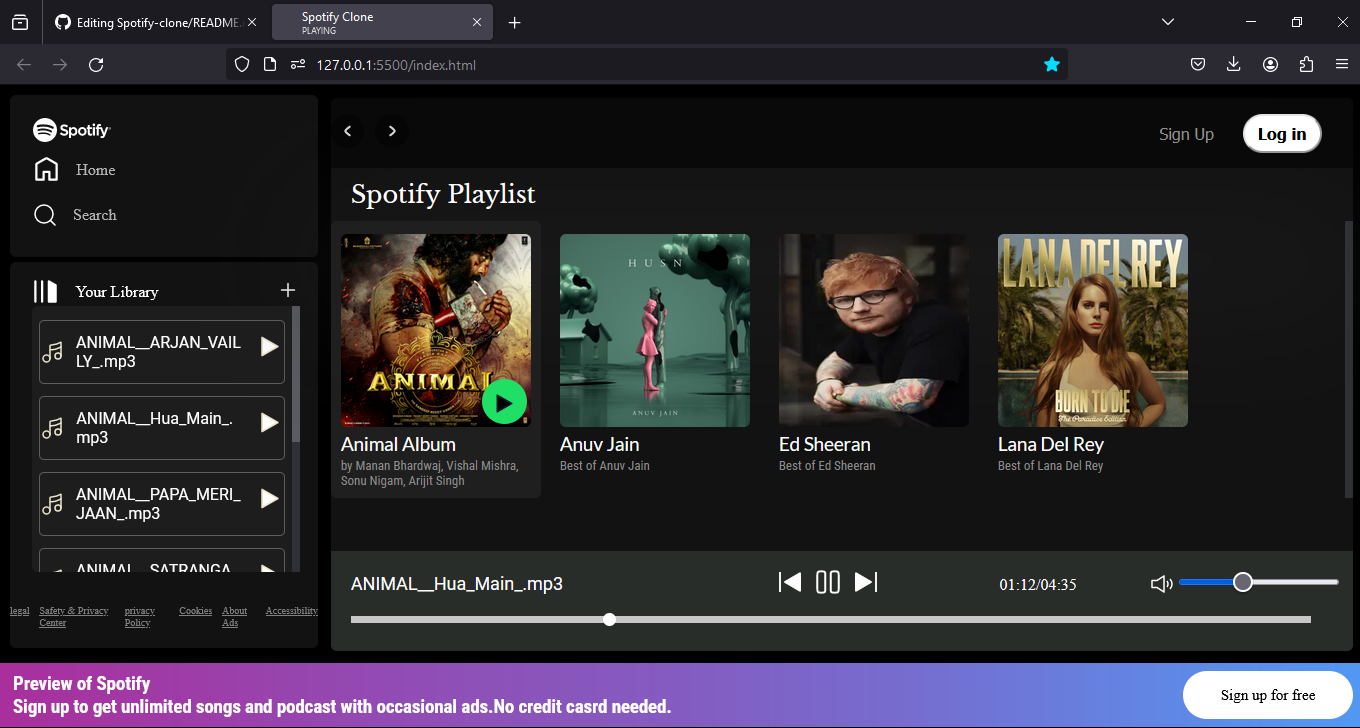 Editing Spotify-clone/README.
Spotify Clone
PLAYING
127.0.0.1:5500/index.html
Spotify
Home
Search
Your Library
ANIMAL__ARJAN_VAIL
LY_.mp3
ANIMAL__Hua_Main_.
mp3
ANIMAL__PAPA_MERI_
JAAN_.mp3
ANIMAL__SATRANGA
legal
Safety & Privacy
Center
privacy
Policy
Cookies
About
Ads
Accessibility
Sign Up
Log in
Spotify Playlist
ANIMAL
Animal Album
by Manan Bhardwaj, Vishal Mishra,
Sonu Nigam, Arijit Singh
HUSN
ANUV JAIN
Anuv Jain
Best of Anuv Jain
Ed Sheeran
Best of Ed Sheeran
LANA DEL REY
BORN TO DIE
The Paradise Edition
Lana Del Rey
Best of Lana Del Rey
ANIMAL__Hua_Main_.mp3
01:12/04:35
Preview of Spotify
Sign up to get unlimited songs and podcast with occasional ads.No credit casrd needed.
Sign up for free